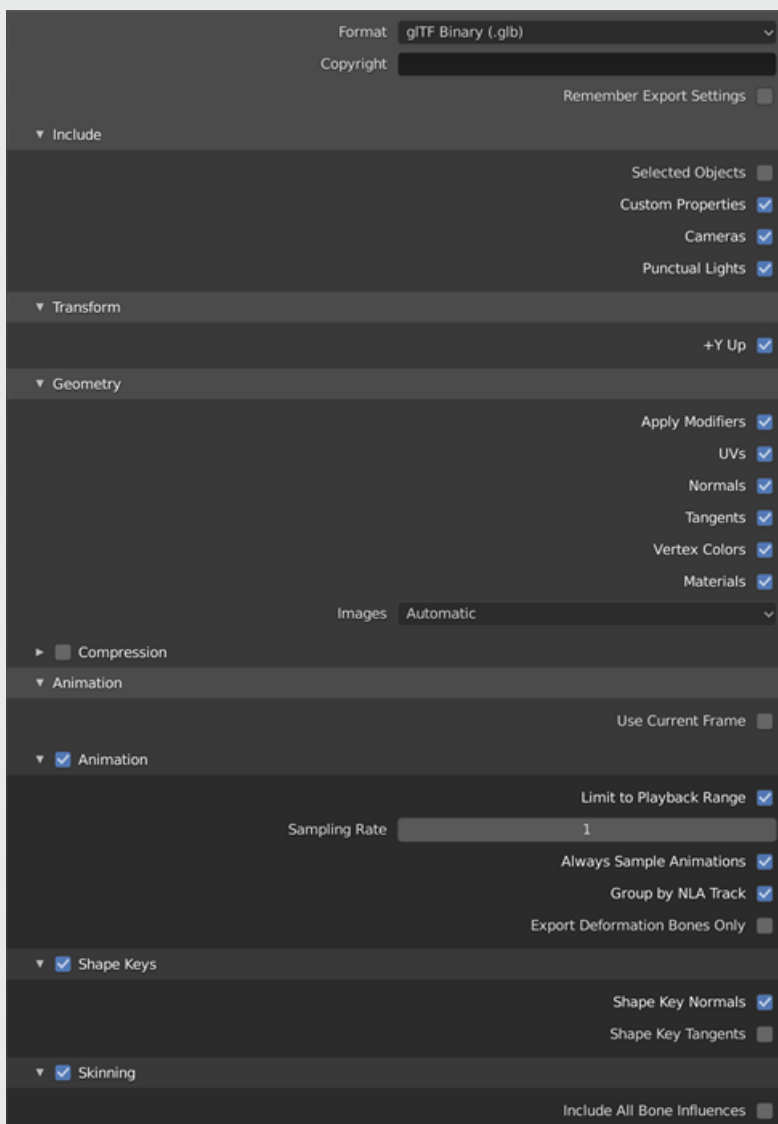 Format glTF Binary (.glb)
Copyright
Remember Export Settings
Include
Selected Objects
Custom Properties
Cameras
Punctual Lights
Transform
+Y Up
Geometry
Apply Modifiers
UVs
Normals
Tangents
Vertex Colors
Materials
Images Automatic
Compression
Animation
Use Current Frame
Animation
Limit to Playback Range
Sampling Rate 1
Always Sample Animations
Group by NLA Track
Export Deformation Bones Only
Shape Keys
Shape Key Normals
Shape Key Tangents
Skinning
Include All Bone Influences